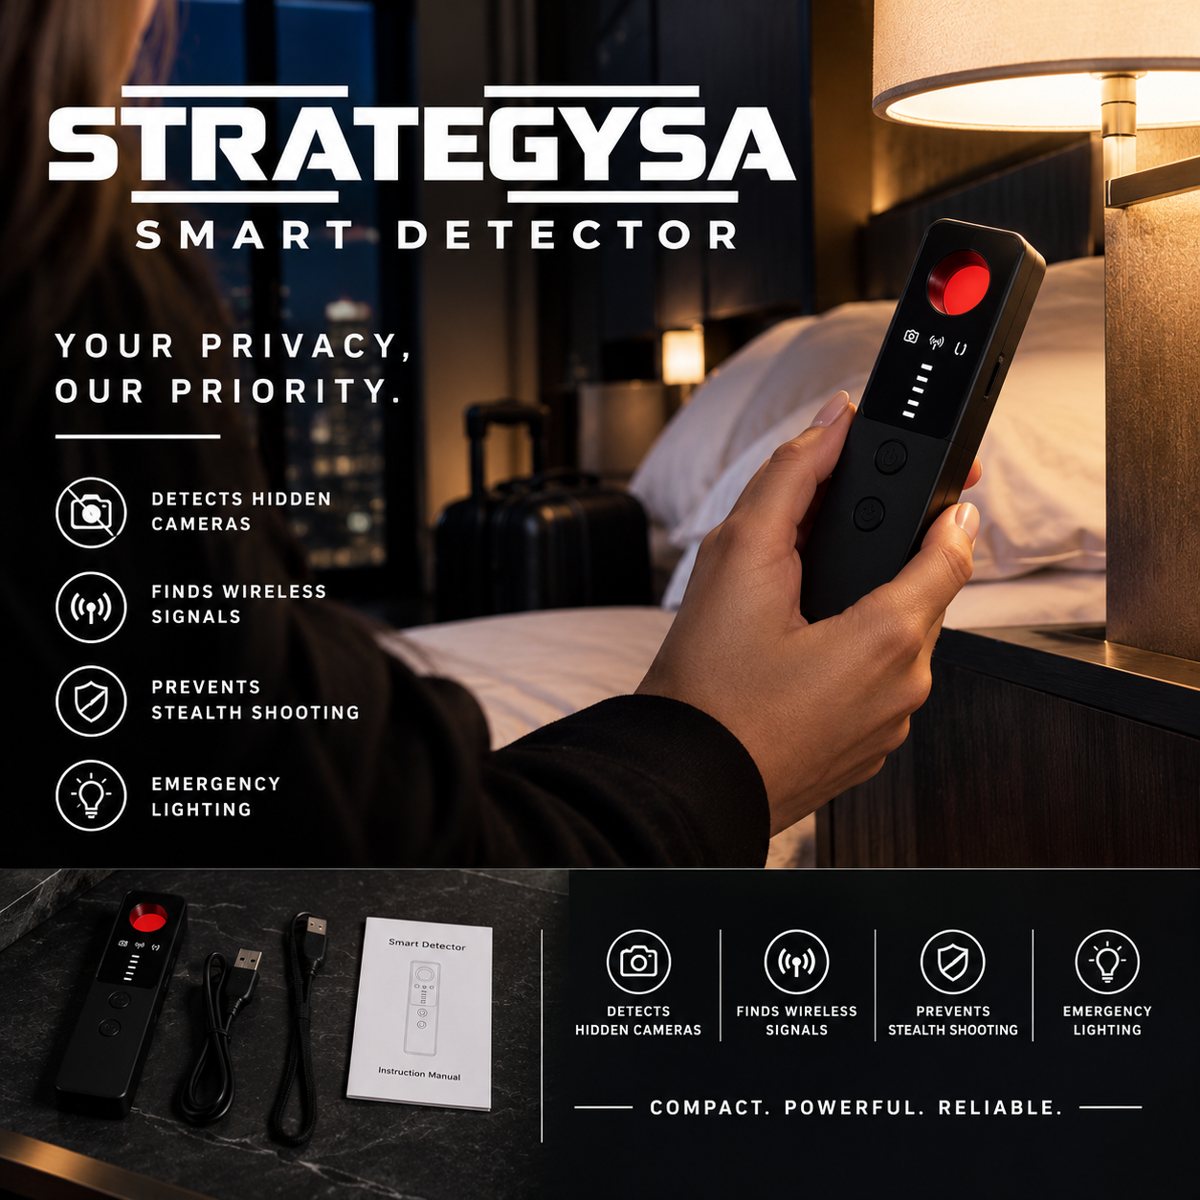 STRATEGYSA
SMART DETECTOR
YOUR PRIVACY,
OUR PRIORITY.
DETECTS HIDDEN
CAMERAS
FINDS WIRELESS
SIGNALS
PREVENTS
STEALTH SHOOTING
EMERGENCY
LIGHTING
Smart Detector
Instruction Manual
DETECTS
HIDDEN CAMERAS
FINDS WIRELESS
SIGNALS
PREVENTS
STEALTH SHOOTING
EMERGENCY
LIGHTING
COMPACT. POWERFUL. RELIABLE.